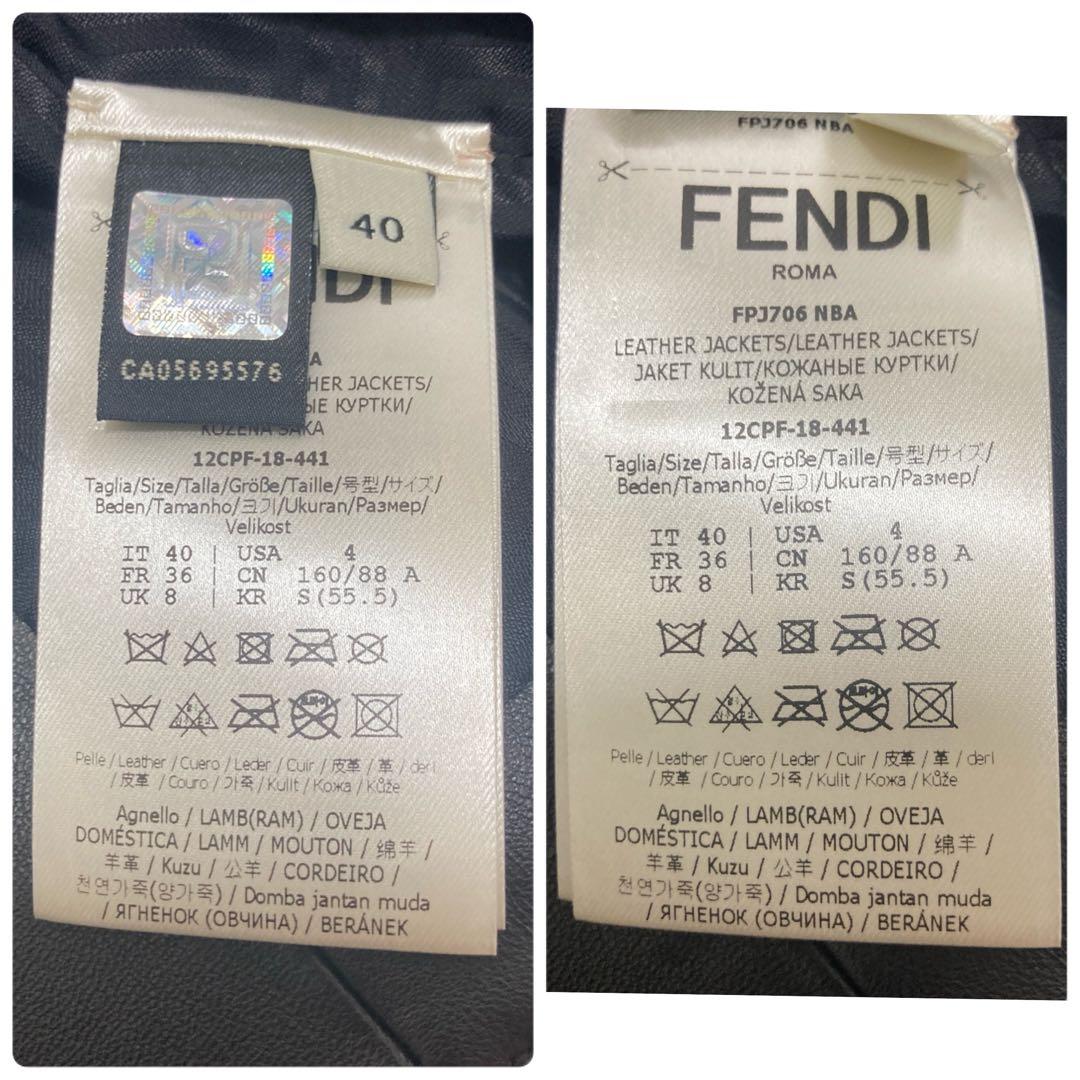 40
DI
CA05695576
A
HER JACKETS/
ЫЕ КУРТКИ/
KOŽENÁ SAKA
12CPF-18-441
Taglia/Size/Talla/Größe/Taille/号型/サイズ/
Beden/Tamanho/크기/Ukuran/Размер/
Velikost
IT 40 | USA 4
FR 36 | CN 160/88 A
UK 8 | KR S(55.5)
Pelle / Leather / Cuero / Leder / Cuir / 皮革 / 革 / deri
/ 皮革 / Couro / 가죽 / Kulit / Кожа / Kůže
Agnello / LAMB(RAM) / OVEJA
DOMÉSTICA / LAMM / MOUTON / 绵羊 /
羊革 / Kuzu / 公羊 / CORDEIRO /
천연가죽(양가죽) / Domba jantan muda
/ ЯГНЕНОК (ОВЧИНА) / BERÁNEK
FPJ706 NBA
FENDI
ROMA
FPJ706 NBA
LEATHER JACKETS/LEATHER JACKETS/
JAKET KULIT/КОЖАНЫЕ КУРТКИ/
KOŽENÁ SAKA
12CPF-18-441
Taglia/Size/Talla/Größe/Taille/号型/サイズ/
Beden/Tamanho/크기/Ukuran/Размер/
Velikost
IT 40 | USA 4
FR 36 | CN 160/88 A
UK 8 | KR S(55.5)
Pelle / Leather / Cuero / Leder / Cuir / 皮革 / 革 / deri
/ 皮革 / Couro / 가죽 / Kulit / Кожа / Kůže
Agnello / LAMB(RAM) / OVEJA
DOMÉSTICA / LAMM / MOUTON / 绵羊 /
羊革 / Kuzu / 公羊 / CORDEIRO /
천연가죽(양가죽) / Domba jantan muda
/ ЯГНЕНОК (ОВЧИНА) / BERÁNEK